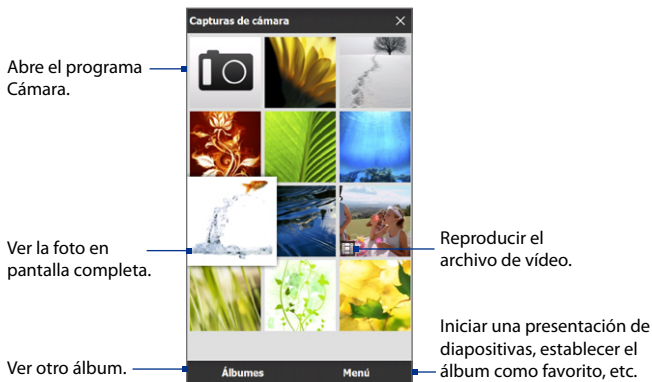 Capturas de cámara
Abre el programa
Cámara.
Ver la foto en
pantalla completa.
Reproducir el
archivo de vídeo.
Iniciar una presentación de
diapositivas, establecer el
álbum como favorito, etc.
Ver otro álbum.
Álbumes
Menú